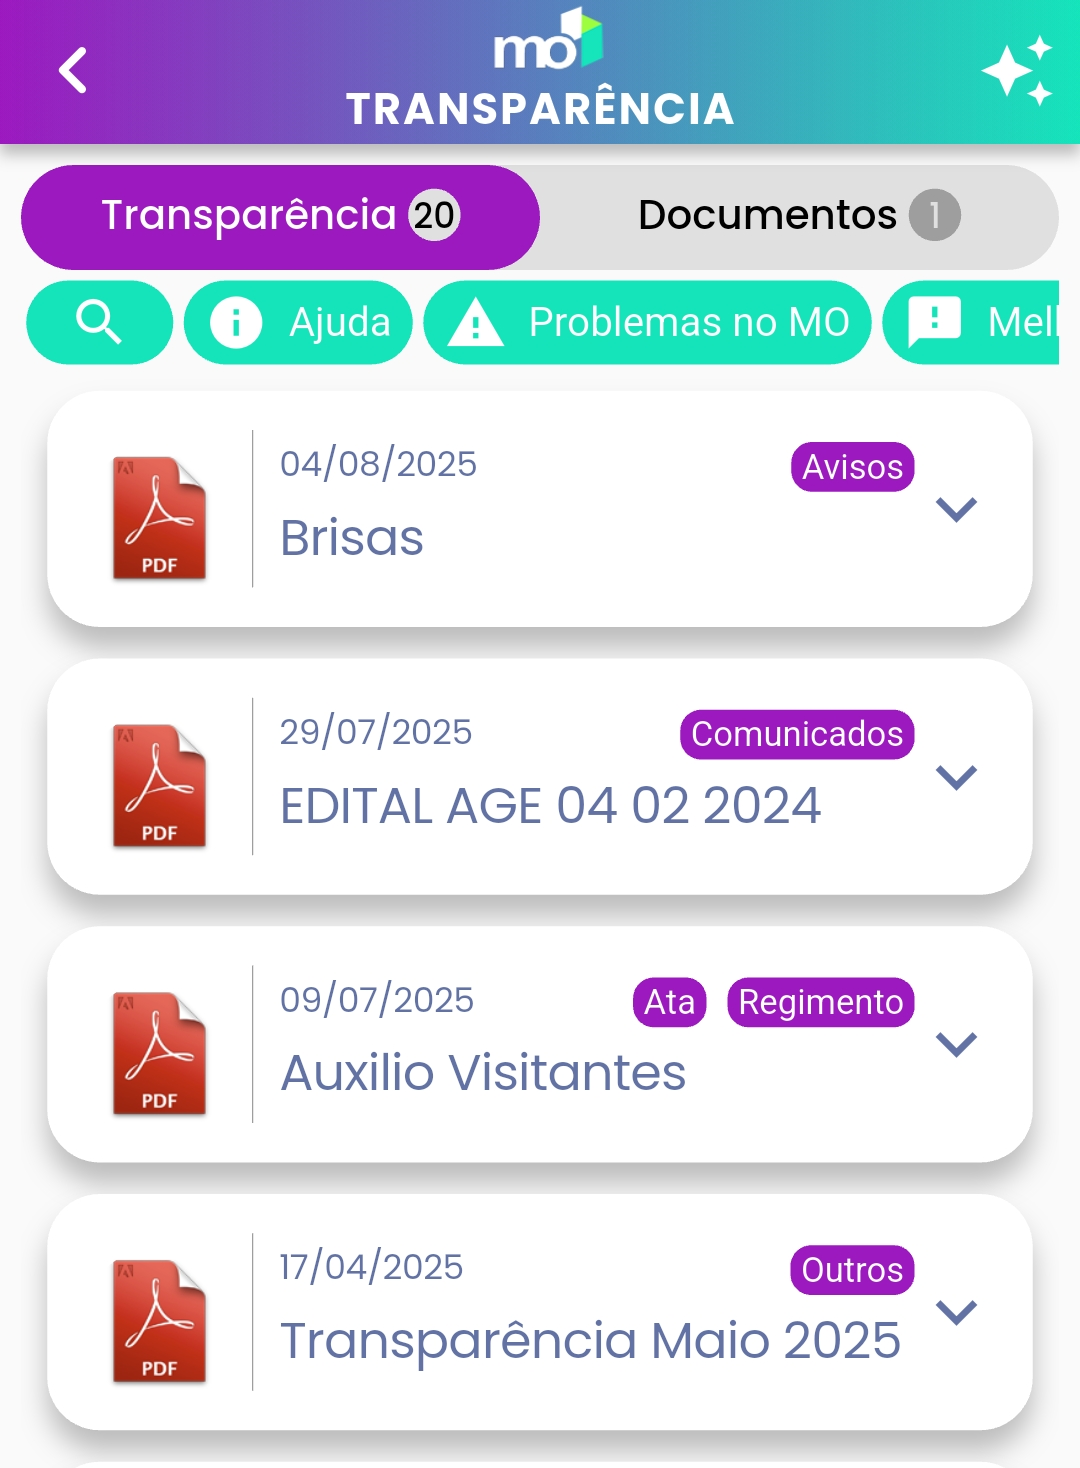 mo
TRANSPARÊNCIA
Transparência 20
Documentos 1
Ajuda
Problemas no MO
04/08/2025
Avisos
Brisas
PDF
29/07/2025
Comunicados
EDITAL AGE 04 02 2024
PDF
09/07/2025
Ata
Regimento
Auxilio Visitantes
PDF
17/04/2025
Outros
Transparência Maio 2025
PDF